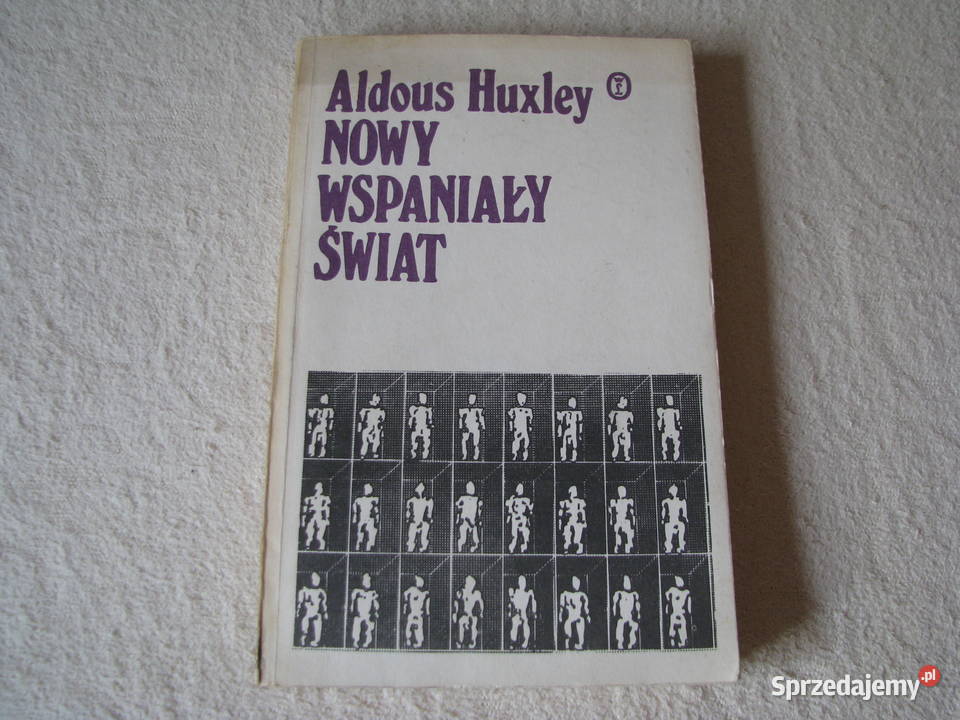 Aldous Huxley
NOWY
WSPANIAŁY
ŚWIAT
Sprzedajemy.pl